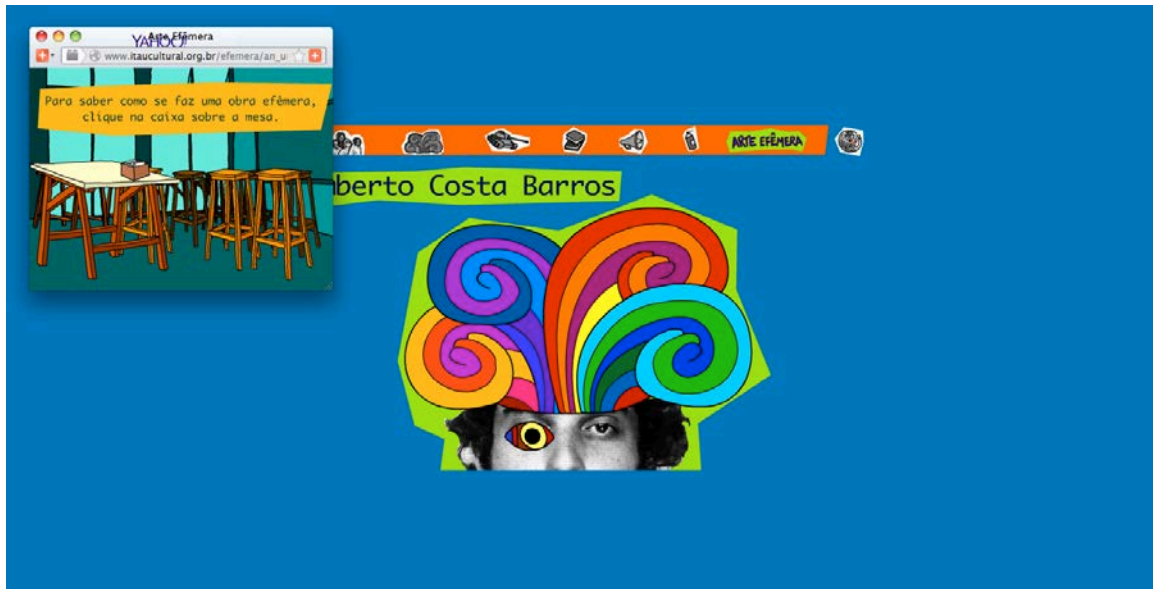 Arte Efêmera
YAHOO!
www.itaucultural.org.br/efemera/an_u
Para saber como se faz uma obra efêmera,
clique na caixa sobre a mesa.
ARTE EFÊMERA
berto Costa Barros